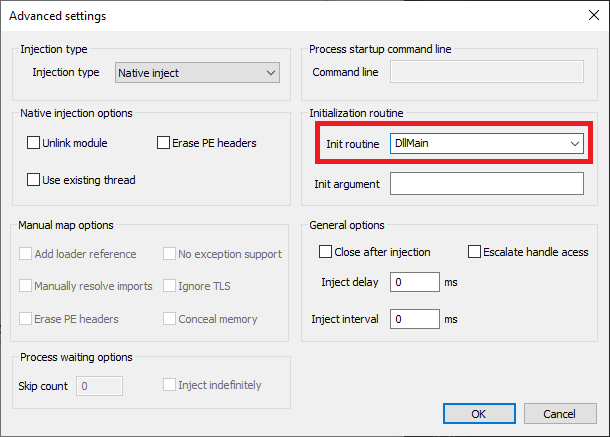 Advanced settings
Injection type
Injection type Native inject
Process startup command line
Command line
Native injection options
Unlink module Erase PE headers
Use existing thread
Initialization routine
Init routine DllMain
Init argument
Manual map options
Add loader reference No exception support
Manually resolve imports Ignore TLS
Erase PE headers Conceal memory
General options
Close after injection Escalate handle acess
Inject delay 0 ms
Inject interval 0 ms
Process waiting options
Skip count 0 Inject indefinitely
OK Cancel